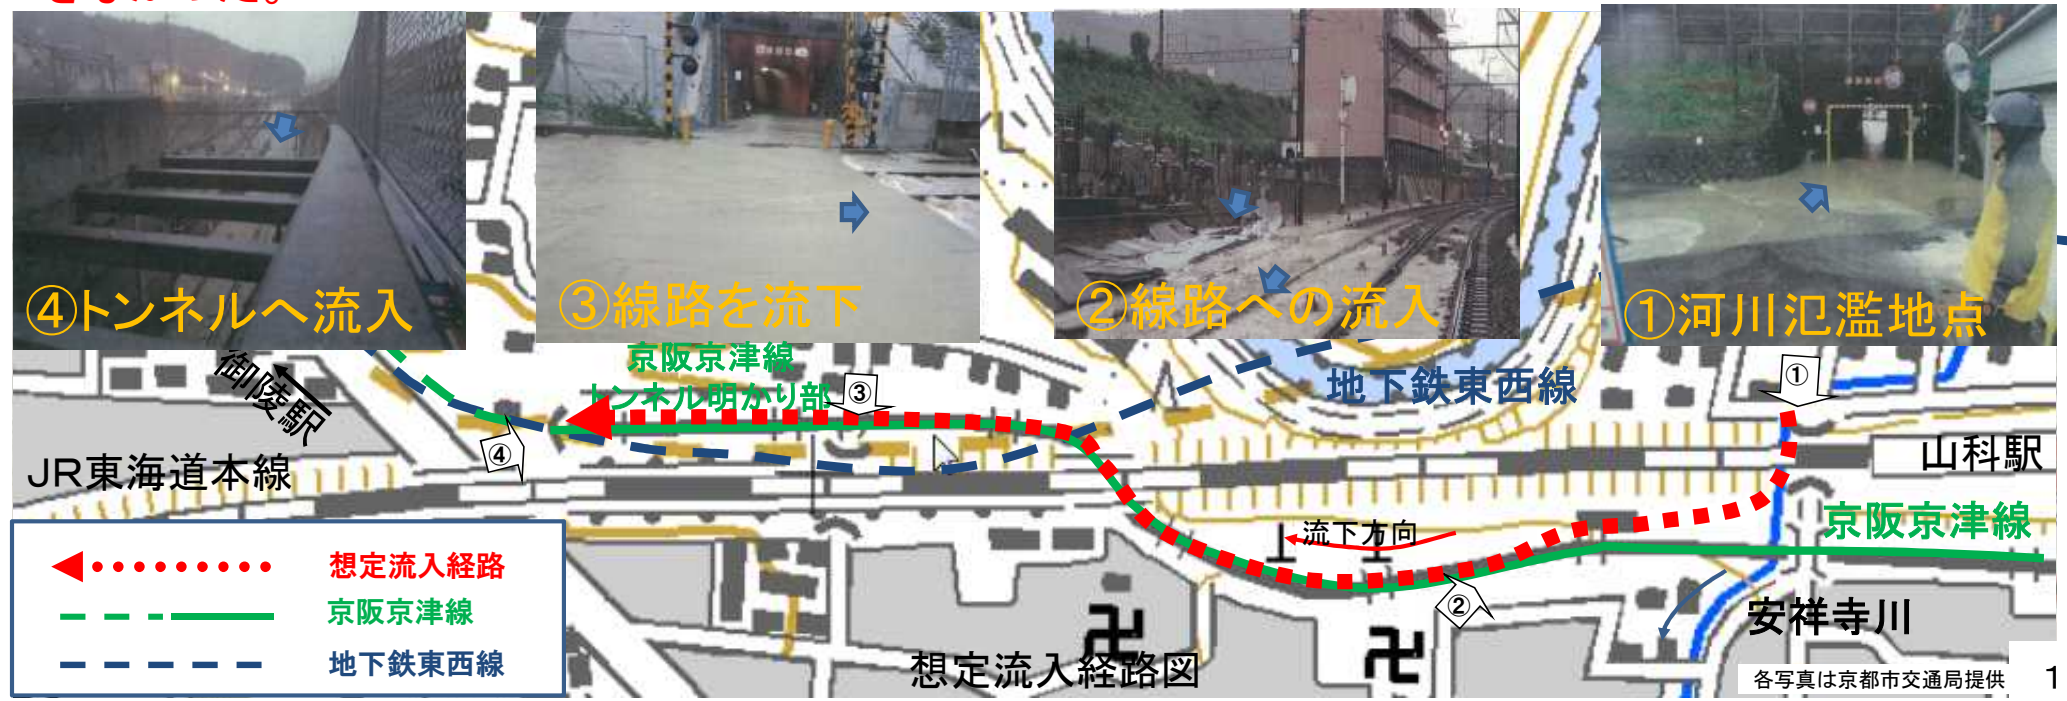 ④トンネルへ流入
③線路を流下
②線路への流入
①河川氾濫地点
京阪京津線
トンネル明かり部
地下鉄東西線
御陵駅
③
①
④
JR東海道本線
山科駅
京阪京津線
流下方向
②
安祥寺川
想定流入経路
京阪京津線
地下鉄東西線
想定流入経路図
各写真は京都市交通局提供
1